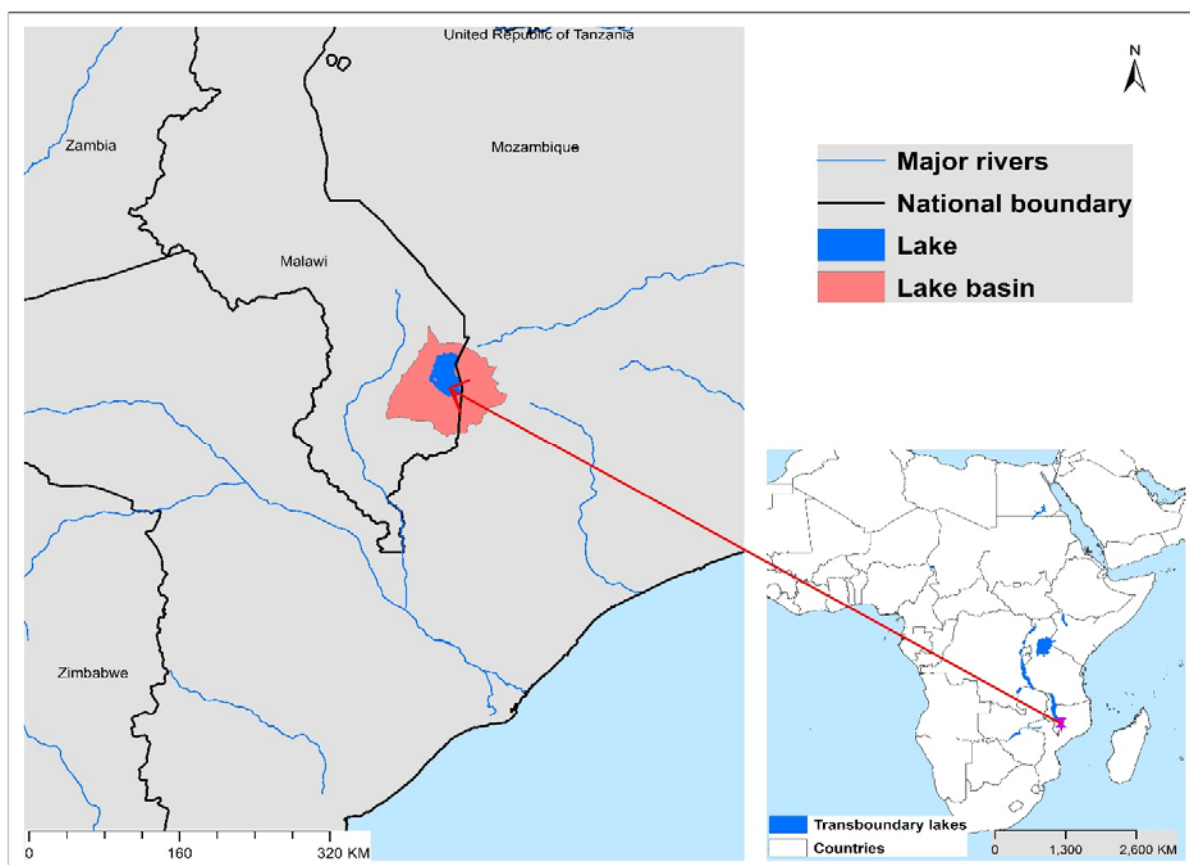 United Republic of Tanzania
N
Zambia
Mozambique
Major rivers
National boundary
Lake
Lake basin
Malawi
Zimbabwe
0 160 320 KM
Transboundary lakes
Countries
0 1,300 2,600 KM